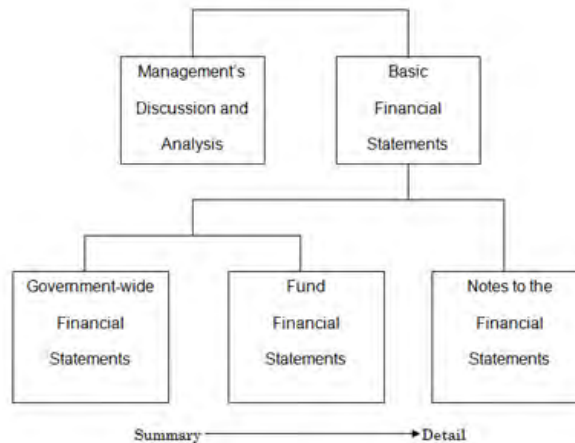 Management's
Discussion and
Analysis
Basic
Financial
Statements
Government-wide
Financial
Statements
Fund
Financial
Statements
Notes to the
Financial
Statements
Summary
Detail